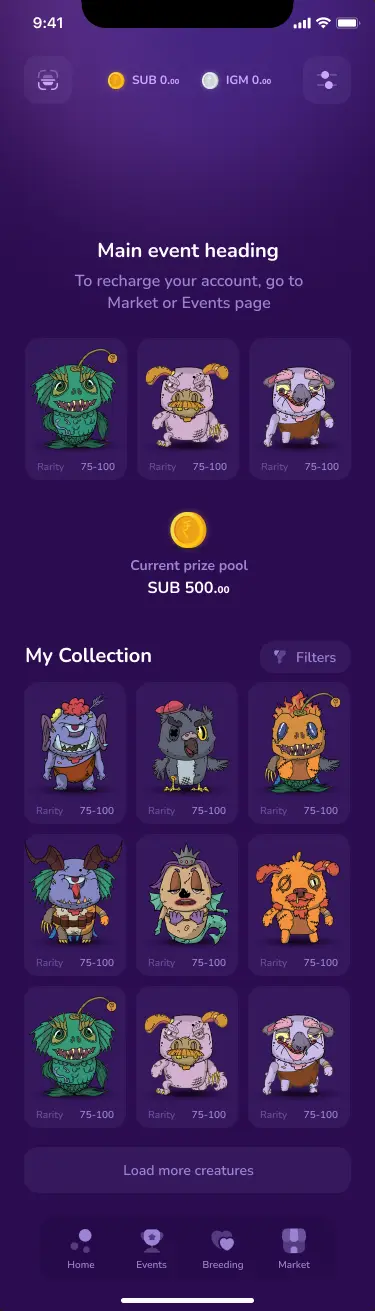 9:41
SUB 0.00 IGM 0.00
Main event heading
To recharge your account, go to
Market or Events page
Rarity 75-100 Rarity 75-100 Rarity 75-100
Current prize pool
SUB 500.00
My Collection Filters
Rarity 75-100 Rarity 75-100 Rarity 75-100
Rarity 75-100 Rarity 75-100 Rarity 75-100
Rarity 75-100 Rarity 75-100 Rarity 75-100
Load more creatures
Home Events Breeding Market